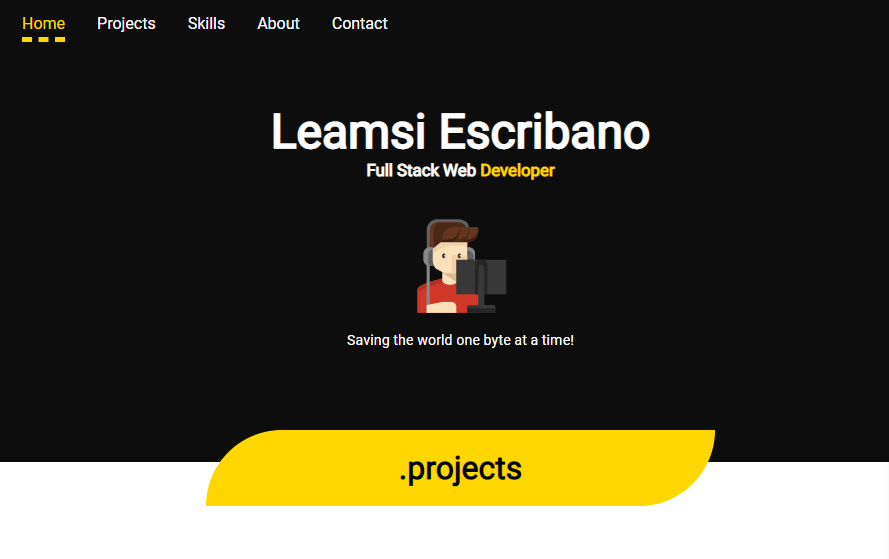 Home Projects Skills About Contact
Leamsi Escribano
Full Stack Web Developer
Saving the world one byte at a time!
.projects